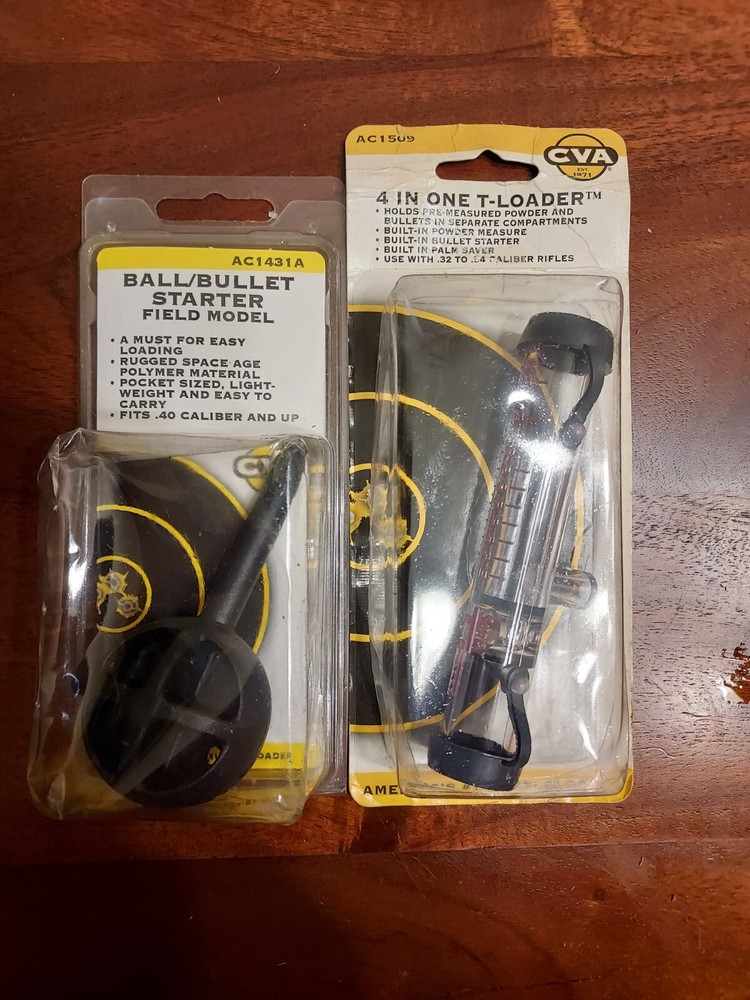 AC1431A
BALL/BULLET
STARTER
FIELD MODEL
• A MUST FOR EASY
LOADING
• RUGGED SPACE AGE
POLYMER MATERIAL
• POCKET SIZED, LIGHT-
WEIGHT AND EASY TO
CARRY
• FITS .40 CALIBER AND UP
CVA
OADER
AC1509
CVA
EST.
1971
4 IN ONE T-LOADER™
• HOLDS PRE-MEASURED POWDER AND
BULLETS IN SEPARATE COMPARTMENTS
• BUILT-IN POWDER MEASURE
• BUILT-IN BULLET STARTER
• BUILT IN PALM SAVER
• USE WITH .32 TO .54 CALIBER RIFLES